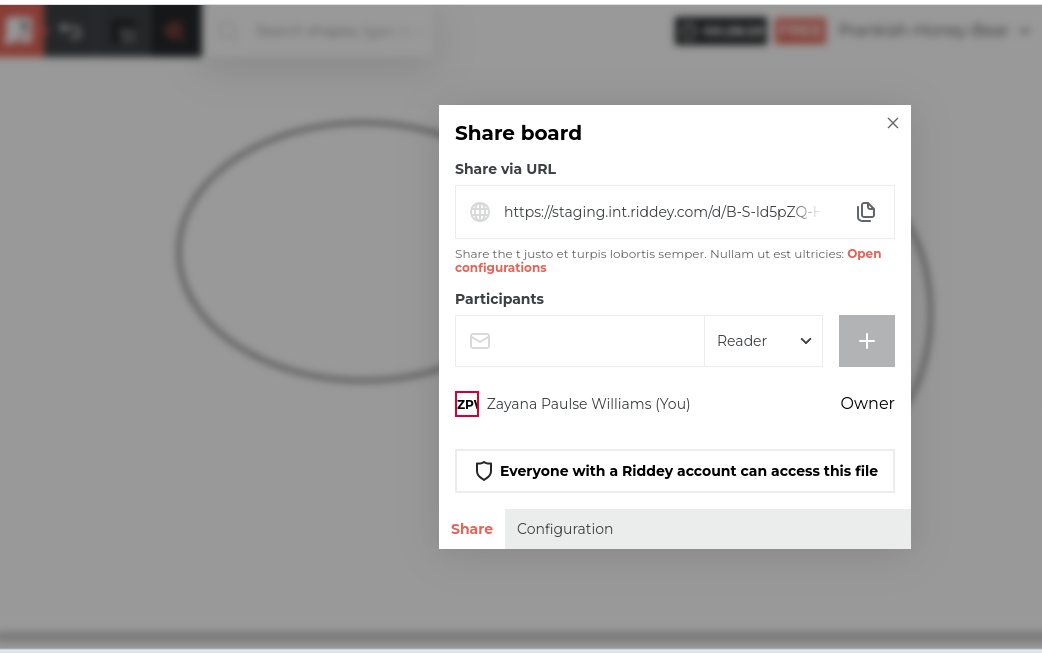 Share board
Share via URL
https://staging.int.riddey.com/d/B-S-Id5pZQ-H
Share the t justo et turpis lobortis semper. Nullam ut est ultricies: Open
configurations
Participants
Reader
ZPW Zayana Paulse Williams (You) Owner
Everyone with a Riddey account can access this file
Share Configuration